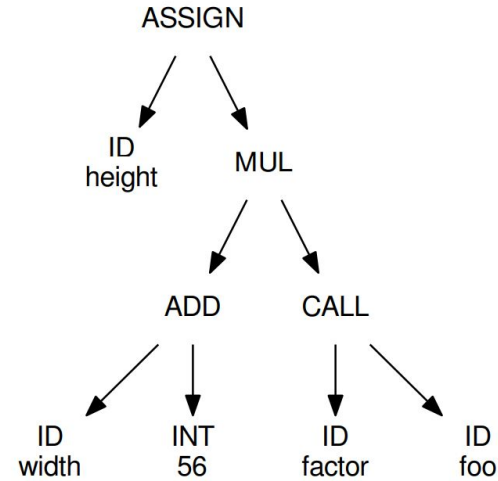 ASSIGN
ID
height
MUL
ADD
CALL
ID
width
INT
56
ID
factor
ID
foo